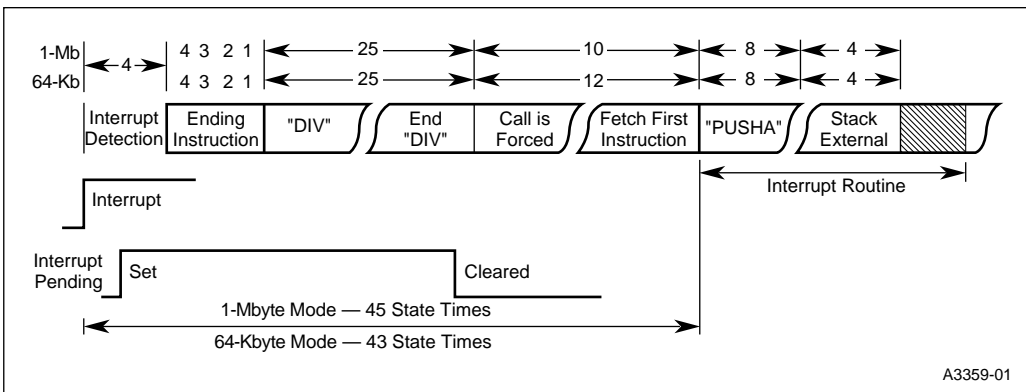 1-Mb 4 4 3 2 1 25 10 8 4
64-Kb 4 3 2 1 25 12 8 4
Interrupt Detection
Ending Instruction
"DIV"
End "DIV"
Call is Forced
Fetch First Instruction
"PUSHA"
Stack External
Interrupt Routine
Interrupt
Interrupt Pending
Set
Cleared
1-Mbyte Mode — 45 State Times
64-Kbyte Mode — 43 State Times
A3359-01